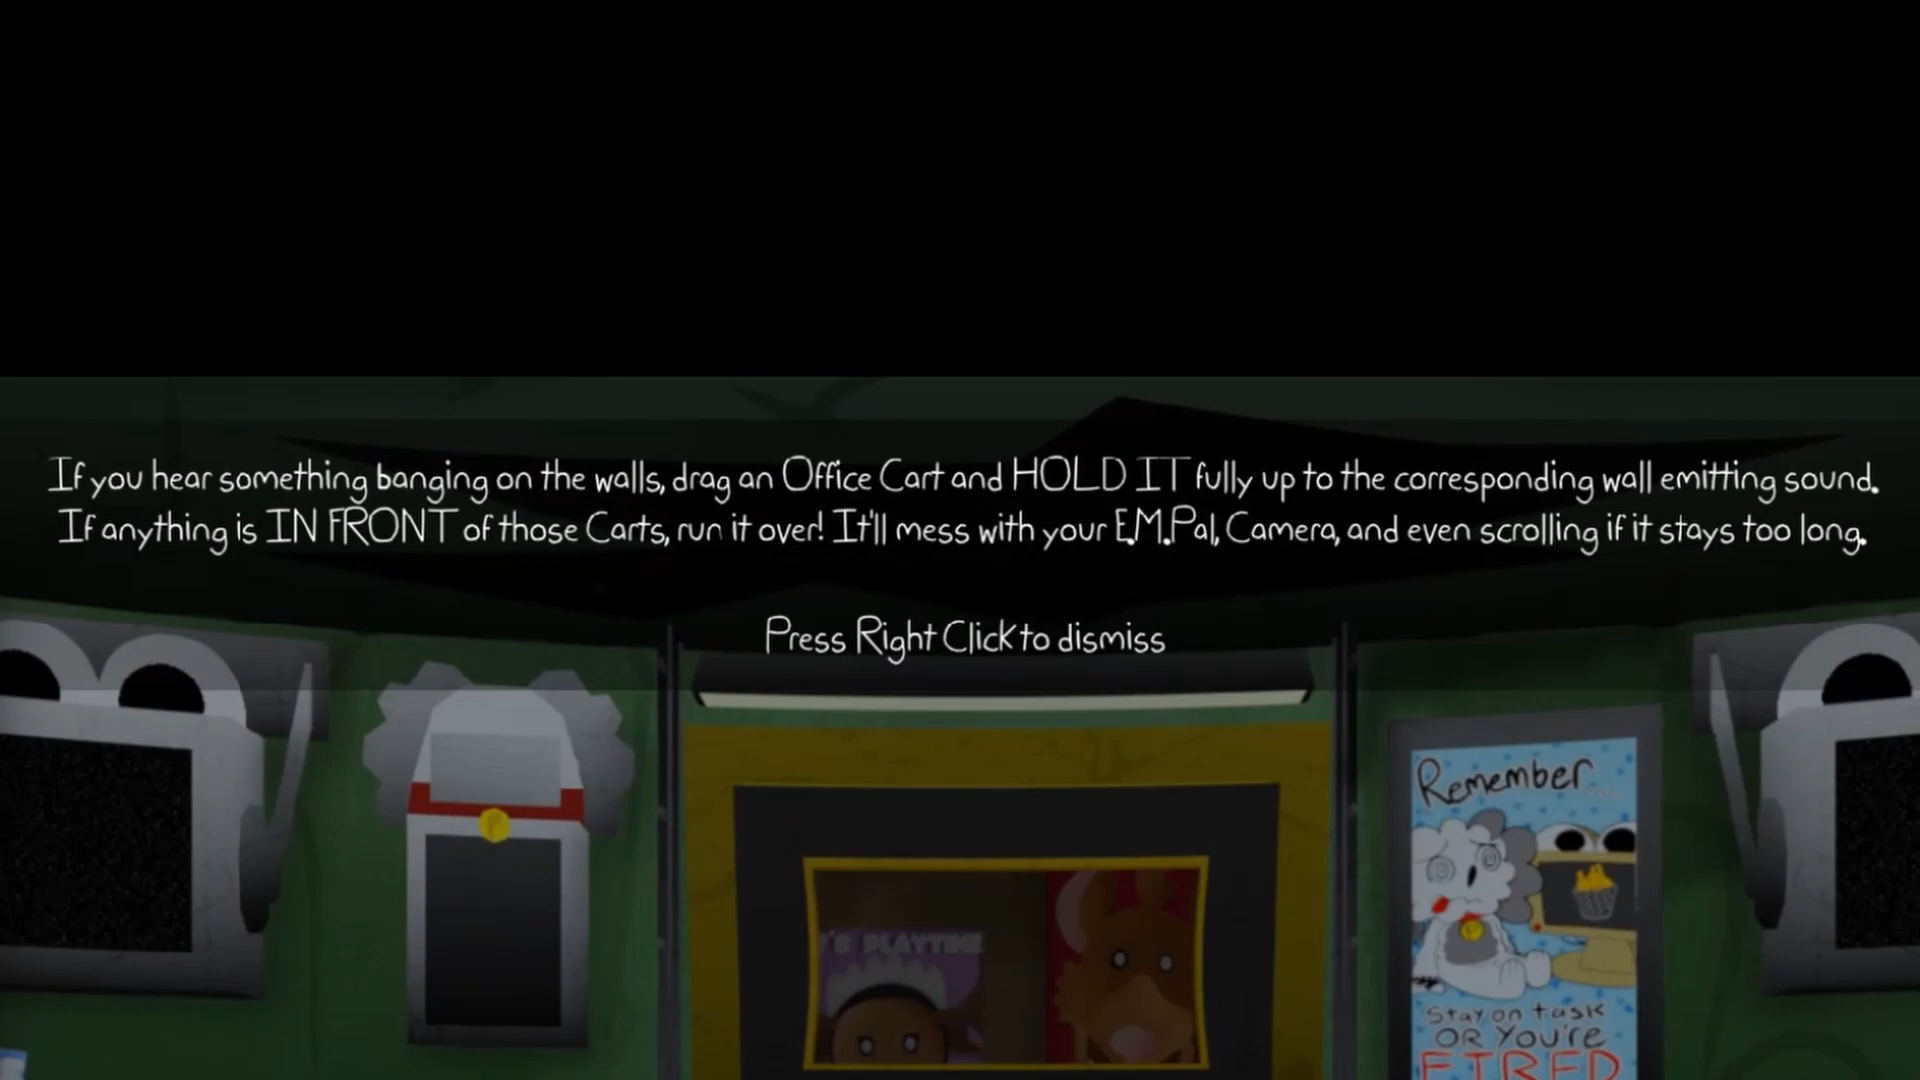 If you hear something banging on the walls, drag an Office Cart and HOLD IT fully up to the corresponding wall emitting sound.
If anything is IN FRONT of those Carts, run it over! It'll mess with your E.M.Pal, Camera, and even scrolling if it stays too long.
Press Right Click to dismiss
Remember...
'S PLAYTIME
Stay on task
OR YOU'RE
FIRED